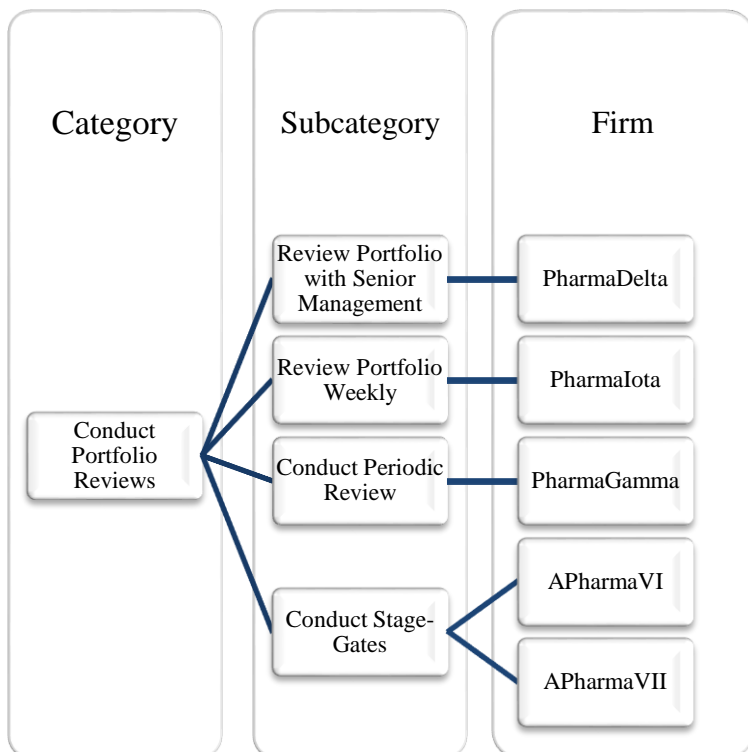 Category
Subcategory
Firm
Review Portfolio
with Senior
Management
PharmaDelta
Review Portfolio
Weekly
PharmaIota
Conduct
Portfolio
Reviews
Conduct Periodic
Review
PharmaGamma
Conduct Stage-
Gates
APharmaVI
APharmaVII